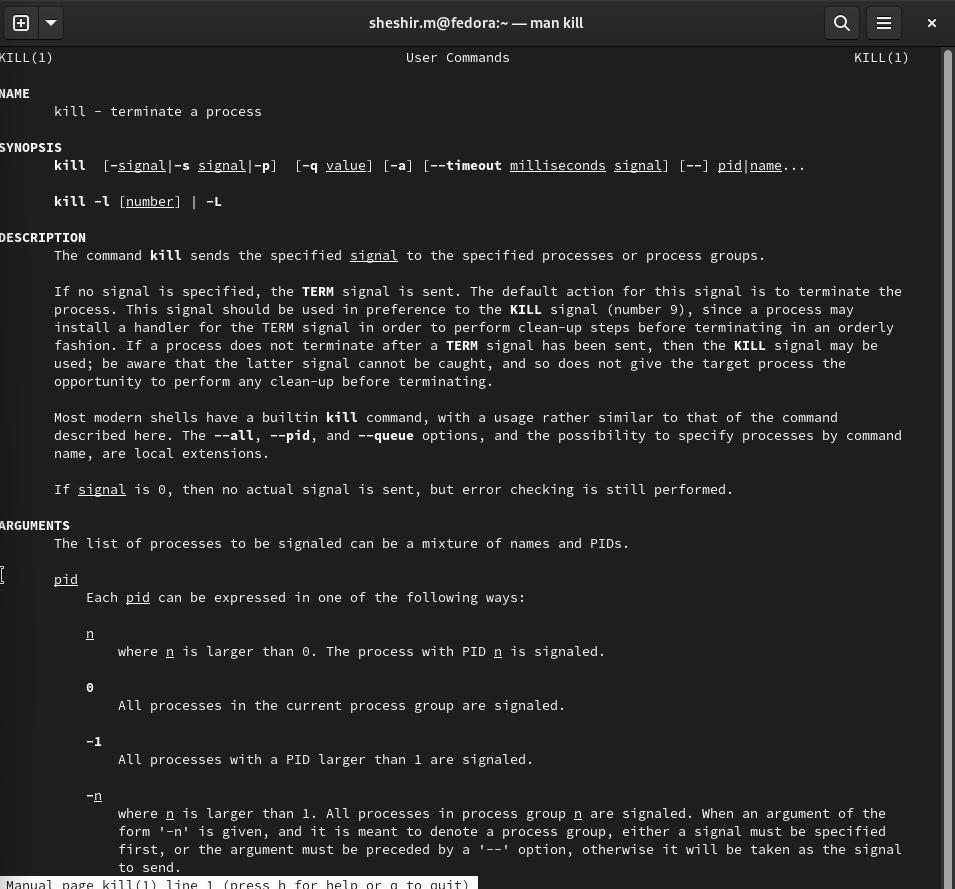 sheshir.m@fedora:~ — man kill
KILL(1) User Commands KILL(1)
NAME
kill - terminate a process
SYNOPSIS
kill [-signal|-s signal|-p] [-q value] [-a] [--timeout milliseconds signal] [--] pid|name...
kill -l [number] | -L
DESCRIPTION
The command kill sends the specified signal to the specified processes or process groups.
If no signal is specified, the TERM signal is sent. The default action for this signal is to terminate the
process. This signal should be used in preference to the KILL signal (number 9), since a process may
install a handler for the TERM signal in order to perform clean-up steps before terminating in an orderly
fashion. If a process does not terminate after a TERM signal has been sent, then the KILL signal may be
used; be aware that the latter signal cannot be caught, and so does not give the target process the
opportunity to perform any clean-up before terminating.
Most modern shells have a builtin kill command, with a usage rather similar to that of the command
described here. The --all, --pid, and --queue options, and the possibility to specify processes by command
name, are local extensions.
If signal is 0, then no actual signal is sent, but error checking is still performed.
ARGUMENTS
The list of processes to be signaled can be a mixture of names and PIDs.
pid
Each pid can be expressed in one of the following ways:
n
where n is larger than 0. The process with PID n is signaled.
0
All processes in the current process group are signaled.
-1
All processes with a PID larger than 1 are signaled.
-n
where n is larger than 1. All processes in process group n are signaled. When an argument of the
form '-n' is given, and it is meant to denote a process group, either a signal must be specified
first, or the argument must be preceded by a '--' option, otherwise it will be taken as the signal
to send.
Manual page kill(1) line 1 (press h for help or q to quit)